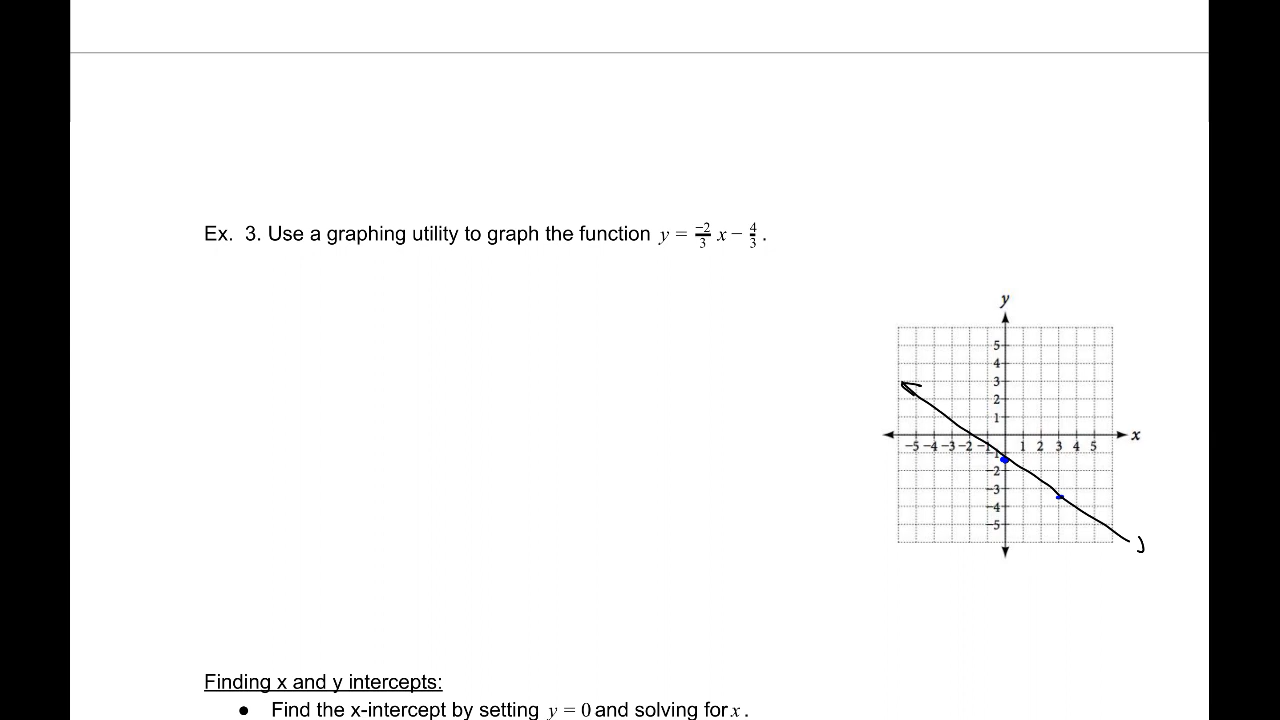 Ex. 3. Use a graphing utility to graph the function y = \frac{-2}{3} x − \frac{4}{3} .
y
5
4
3
2
1
-5 -4 -3 -2 -1 1 2 3 4 5 x
-1
-2
-3
-4
-5
Finding x and y intercepts:
● Find the x-intercept by setting y = 0 and solving for x .